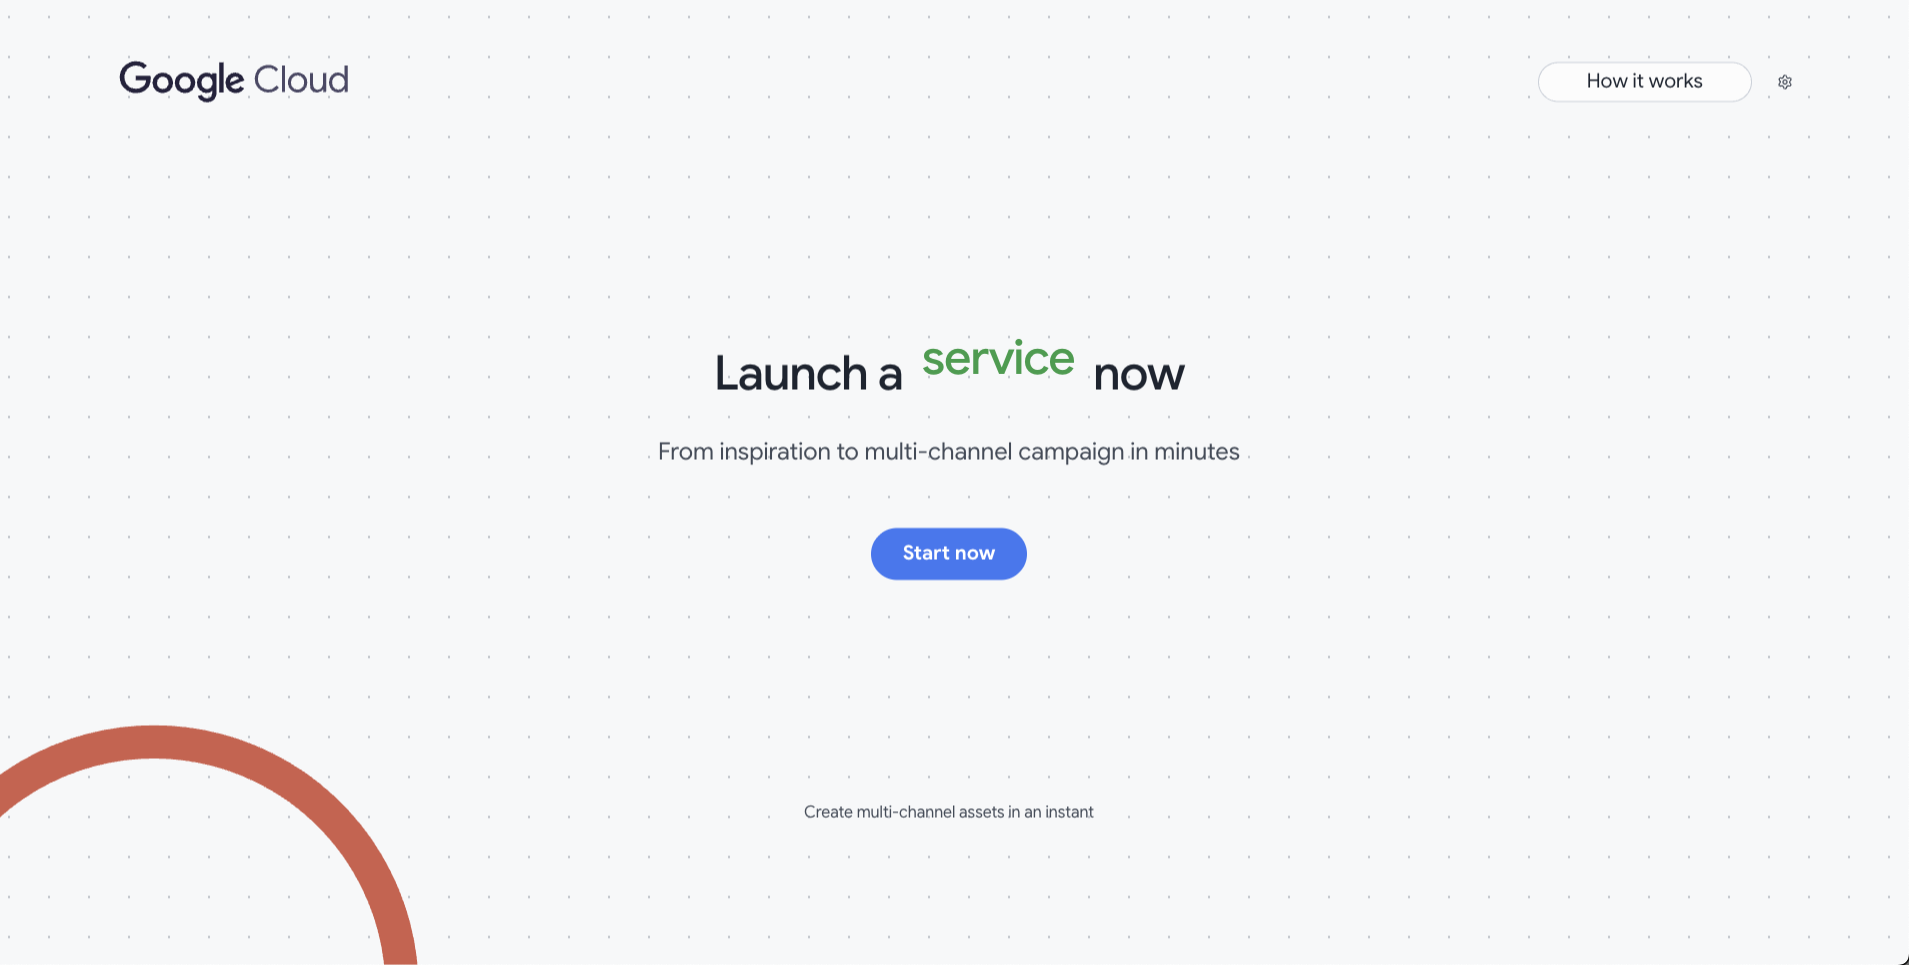 Google Cloud
How it works
Launch a service now
From inspiration to multi-channel campaign in minutes
Start now
Create multi-channel assets in an instant